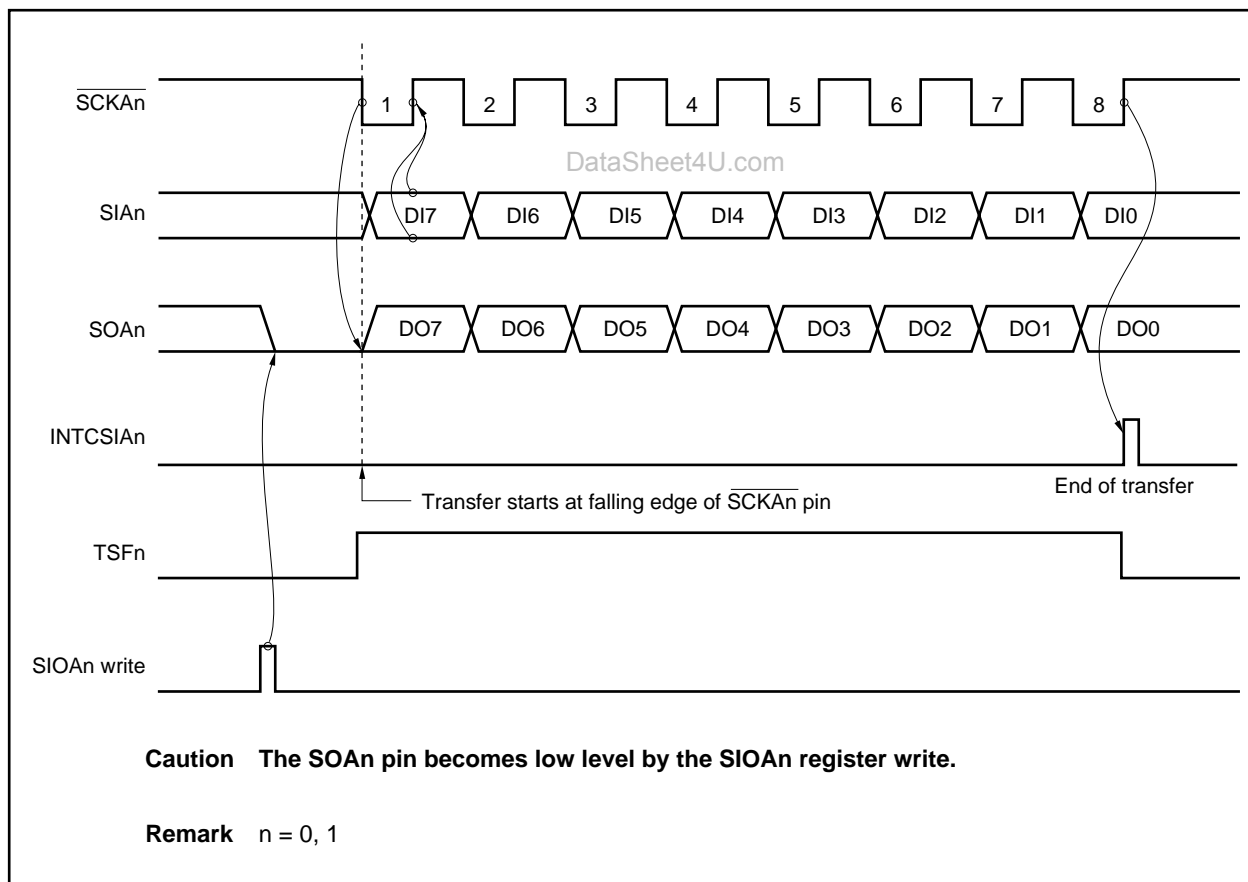 SCKAn
1 2 3 4 5 6 7 8
DataSheet4U.com
SIAn
DI7 DI6 DI5 DI4 DI3 DI2 DI1 DI0
SOAn
DO7 DO6 DO5 DO4 DO3 DO2 DO1 DO0
INTCSIAn
Transfer starts at falling edge of SCKAn pin
End of transfer
TSFn
SIOAn write
Caution The SOAn pin becomes low level by the SIOAn register write.
Remark n = 0, 1